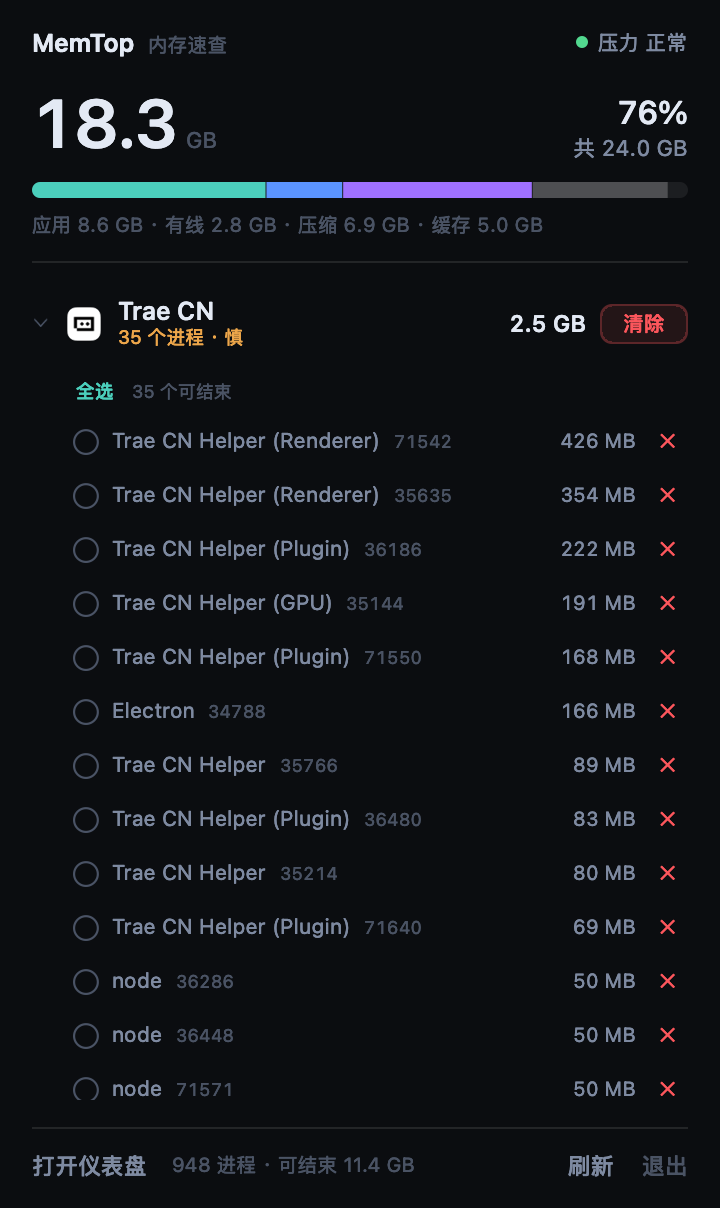 MemTop 内存速查 压力 正常
18.3 GB 76%
共 24.0 GB
应用 8.6 GB · 有线 2.8 GB · 压缩 6.9 GB · 缓存 5.0 GB
Trae CN
35 个进程 · 慎
2.5 GB 清除
全选 35 个可结束
Trae CN Helper (Renderer) 71542 426 MB ×
Trae CN Helper (Renderer) 35635 354 MB ×
Trae CN Helper (Plugin) 36186 222 MB ×
Trae CN Helper (GPU) 35144 191 MB ×
Trae CN Helper (Plugin) 71550 168 MB ×
Electron 34788 166 MB ×
Trae CN Helper 35766 89 MB ×
Trae CN Helper (Plugin) 36480 83 MB ×
Trae CN Helper 35214 80 MB ×
Trae CN Helper (Plugin) 71640 69 MB ×
node 36286 50 MB ×
node 36448 50 MB ×
node 71571 50 MB ×
打开仪表盘 948 进程 · 可结束 11.4 GB 刷新 退出